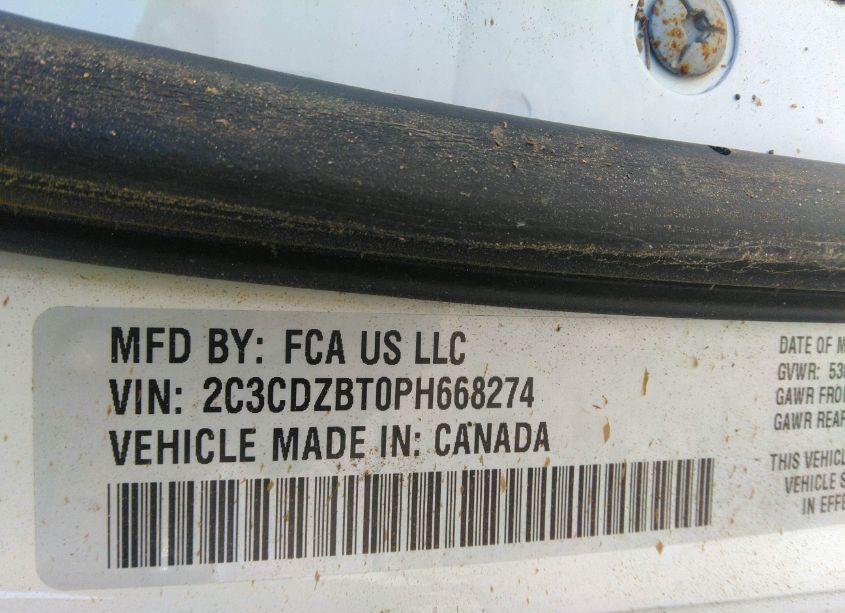 MFD BY: FCA US LLC
VIN: 2C3CDZBT0PH668274
VEHICLE MADE IN: CANADA
DATE OF M
GVWR: 53
GAWR FRO
GAWR REAR
THIS VEHICL
VEHICLE S
IN EFFE